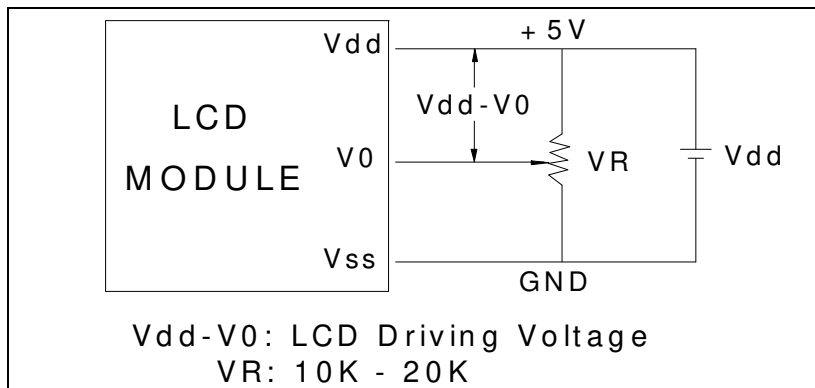 + 5V
Vdd
Vdd-V0
LCD
MODULE
V0
VR
Vdd
Vss
GND
Vdd-V0: LCD Driving Voltage
VR: 10K - 20K